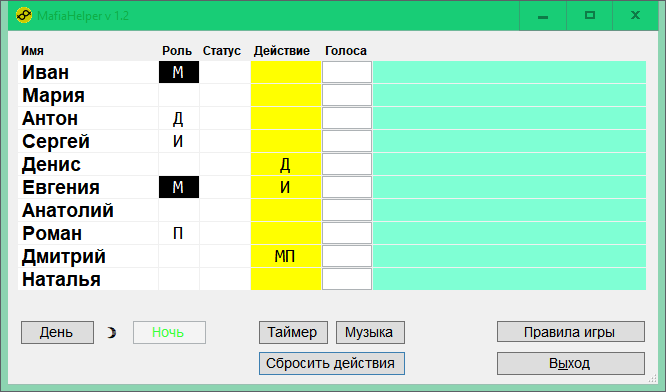 MafiaHelper v 1.2
Имя Роль Статус Действие Голоса
Иван М
Мария
Антон Д
Сергей И
Денис Д
Евгения М И
Анатолий
Роман П
Дмитрий МП
Наталья
День Ночь Таймер Музыка Правила игры
Сбросить действия Выход